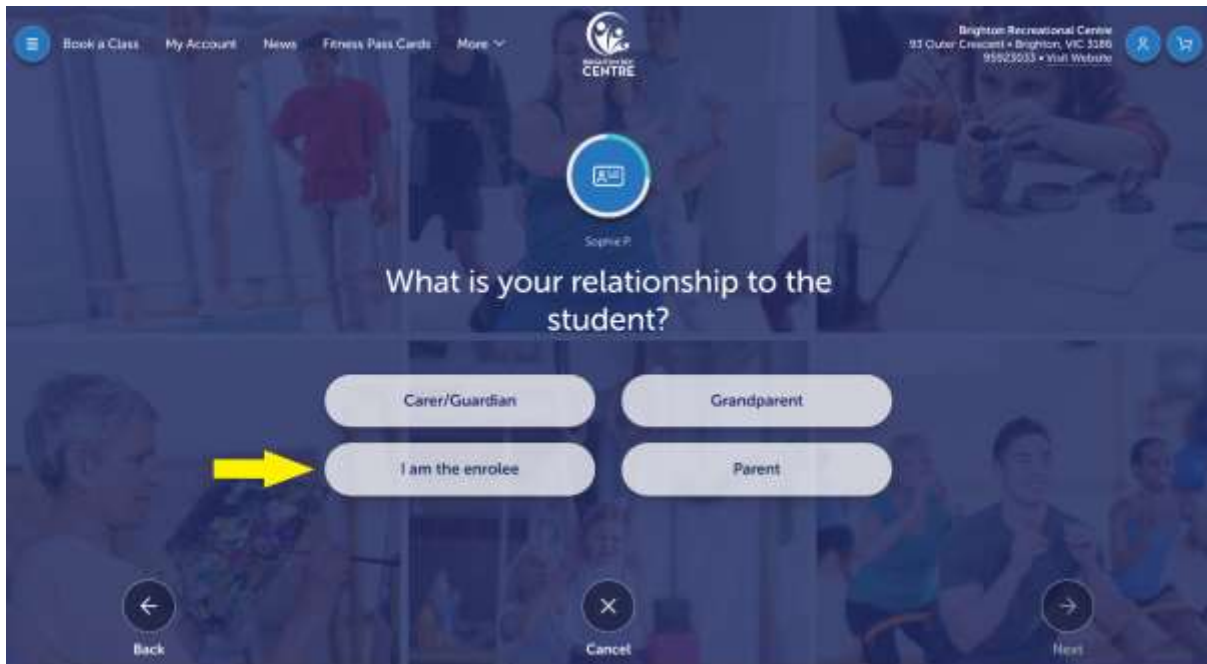 Book a Class
My Account
News
Fitness Pass Cards
More
CENTRE
Brighton Recreational Centre
93 Outer Crescent • Brighton, VIC 3186
95923033 • Visit Website
Sophie P.
What is your relationship to the
student?
Carer/Guardian
Grandparent
I am the enrolee
Parent
Back
Cancel
Next